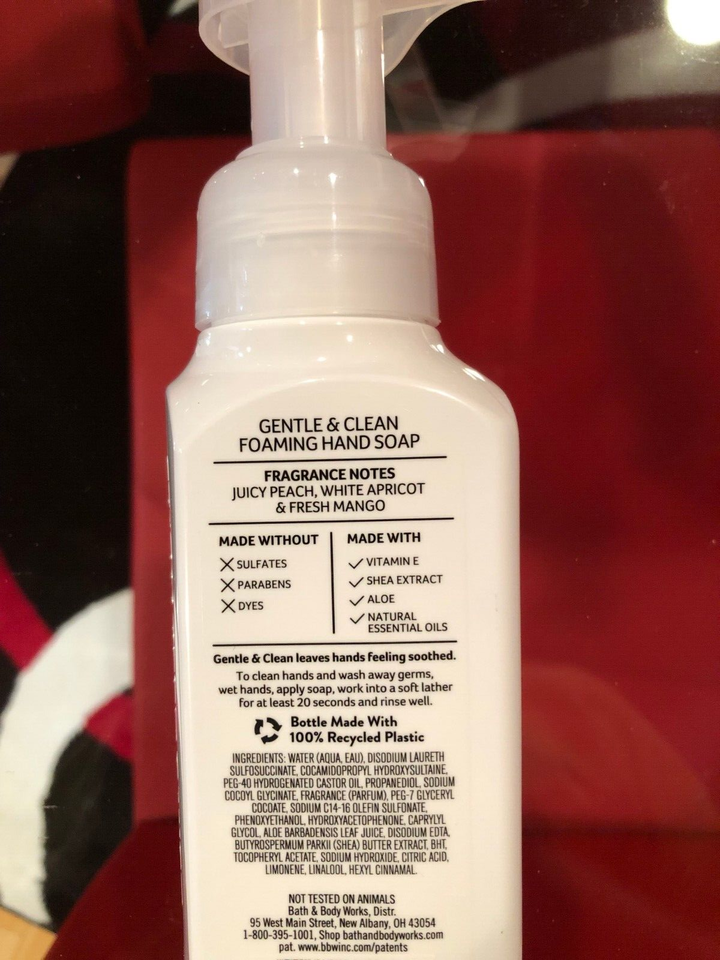 GENTLE & CLEAN
FOAMING HAND SOAP
FRAGRANCE NOTES
JUICY PEACH, WHITE APRICOT
& FRESH MANGO
MADE WITHOUT
SULFATES
PARABENS
DYES
MADE WITH
VITAMIN E
SHEA EXTRACT
ALOE
NATURAL
ESSENTIAL OILS
Gentle & Clean leaves hands feeling soothed.
To clean hands and wash away germs,
wet hands, apply soap, work into a soft lather
for at least 20 seconds and rinse well.
Bottle Made With
100% Recycled Plastic
INGREDIENTS: WATER (AQUA, EAU), DISODIUM LAURETH
SULFOSUCCINATE, COCAMIDOPROPYL HYDROXYSULTAINE,
PEG-40 HYDROGENATED CASTOR OIL, PROPANEDIOL, SODIUM
COCOYL GLYCINATE, FRAGRANCE (PARFUM), PEG-7 GLYCERYL
COCOATE, SODIUM C14-16 OLEFIN SULFONATE,
PHENOXYETHANOL, HYDROXYACETOPHENONE, CAPRYLYL
GLYCOL, ALOE BARBADENSIS LEAF JUICE, DISODIUM EDTA,
BUTYROSPERMUM PARKII (SHEA) BUTTER EXTRACT, BHT,
TOCOPHERYL ACETATE, SODIUM HYDROXIDE, CITRIC ACID,
LIMONENE, LINALOOL, HEXYL CINNAMAL.
NOT TESTED ON ANIMALS
Bath & Body Works, Distr.
95 West Main Street, New Albany, OH 43054
1-800-395-1001, Shop bathandbodyworks.com
pat. www.bbwinc.com/patents